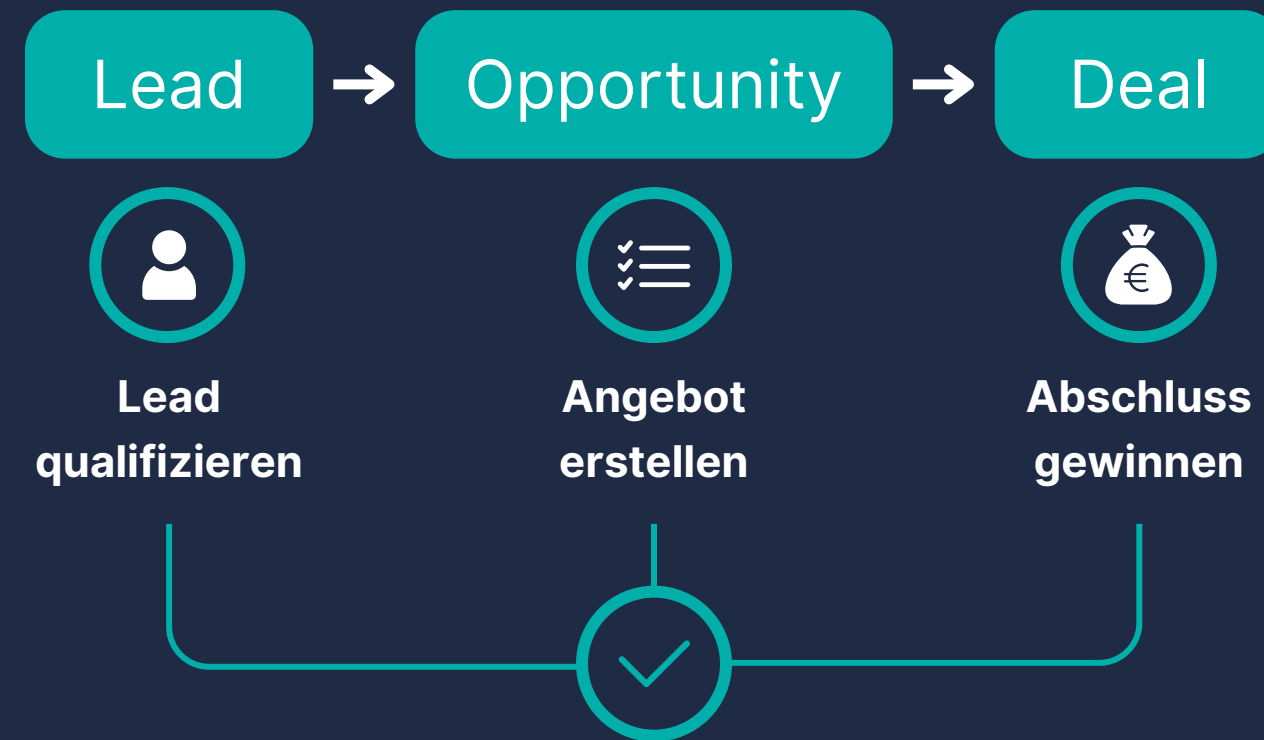 Lead
Opportunity
Deal
€
Lead
qualifizieren
Angebot
erstellen
Abschluss
gewinnen